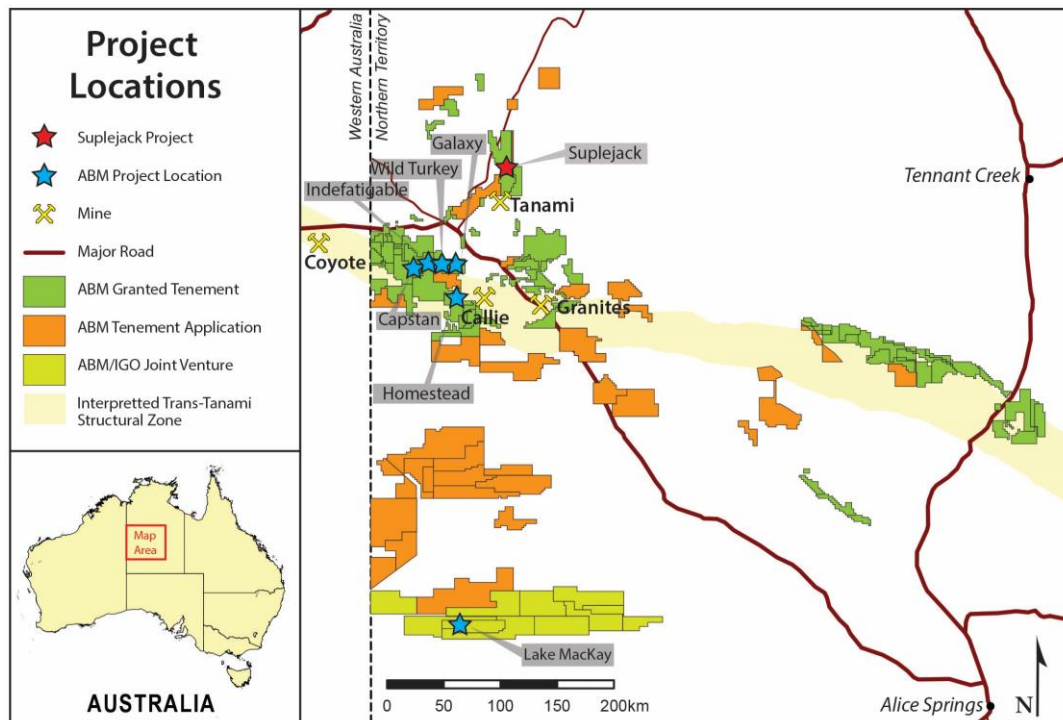 Project
Locations
Suplejack Project
ABM Project Location
Mine
Major Road
ABM Granted Tenement
ABM Tenement Application
ABM/IGO Joint Venture
Interpretted Trans-Tanami
Structural Zone
Map
Area
AUSTRALIA
Western Australia
Northern Territory
Galaxy
Suplejack
Wild Turkey
Indefatigable
Tennant Creek
Tanami
Coyote
Capstan
Callie
Granites
Homestead
Lake MacKay
0 50 100 150 200km
Alice Springs
N